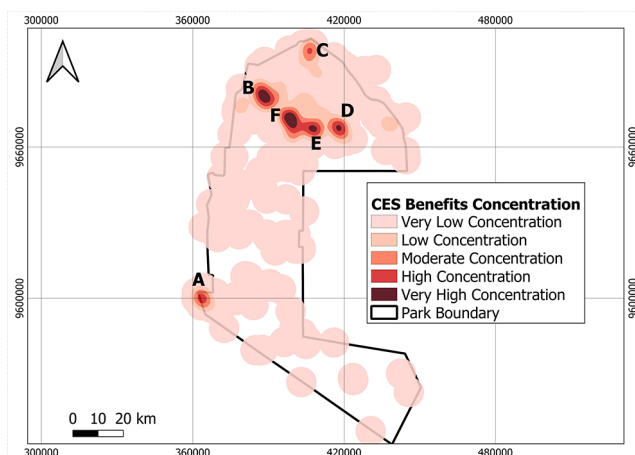 300000 360000 420000 480000
C
B
D
F
E
9660000 9660000
CES Benefits Concentration
Very Low Concentration
Low Concentration
Moderate Concentration
High Concentration
Very High Concentration
Park Boundary
A
9600000 9600000
0 10 20 km
300000 360000 420000 480000